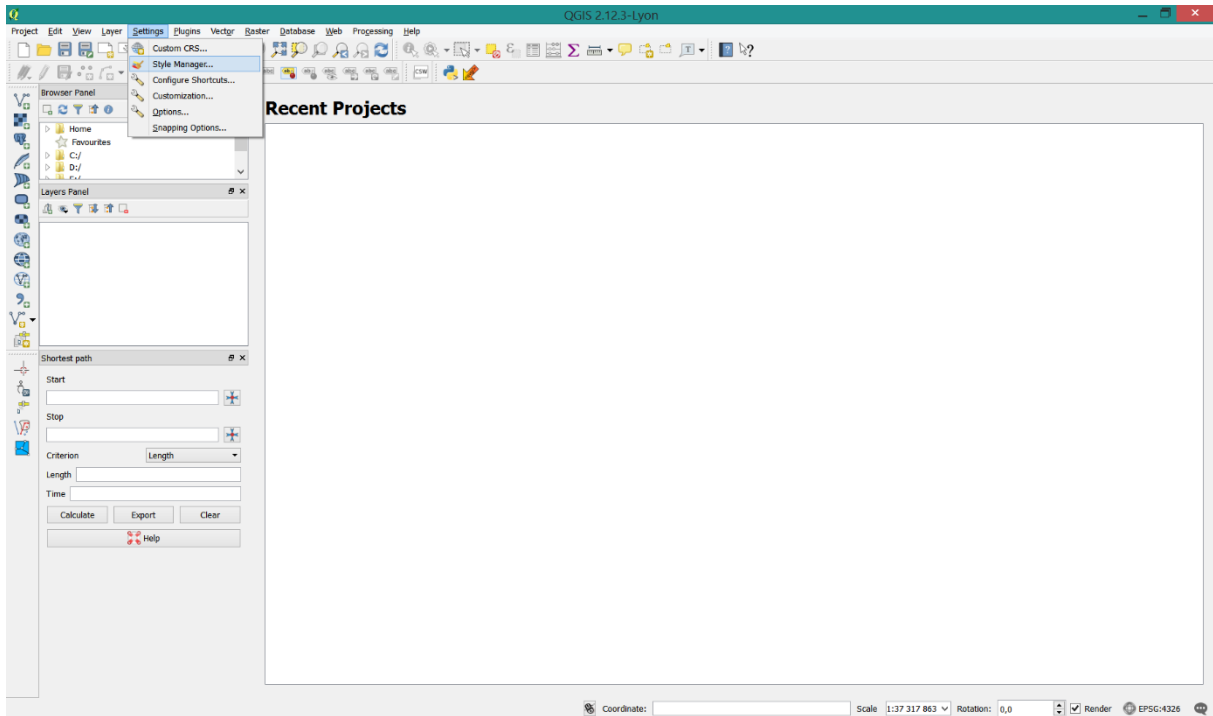 QGIS 2.12.3-Lyon
Project Edit View Layer Settings Plugins Vector Raster Database Web Processing Help
Custom CRS...
Style Manager...
Configure Shortcuts...
Customization...
Options...
Snapping Options...
CSW
Browser Panel
Home
Favourites
C:/
D:/
Layers Panel
Shortest path
Start
Stop
Criterion Length
Length
Time
Calculate Export Clear
Help
Recent Projects
Coordinate: Scale 1:37 317 863 Rotation: 0,0 Render EPSG:4326